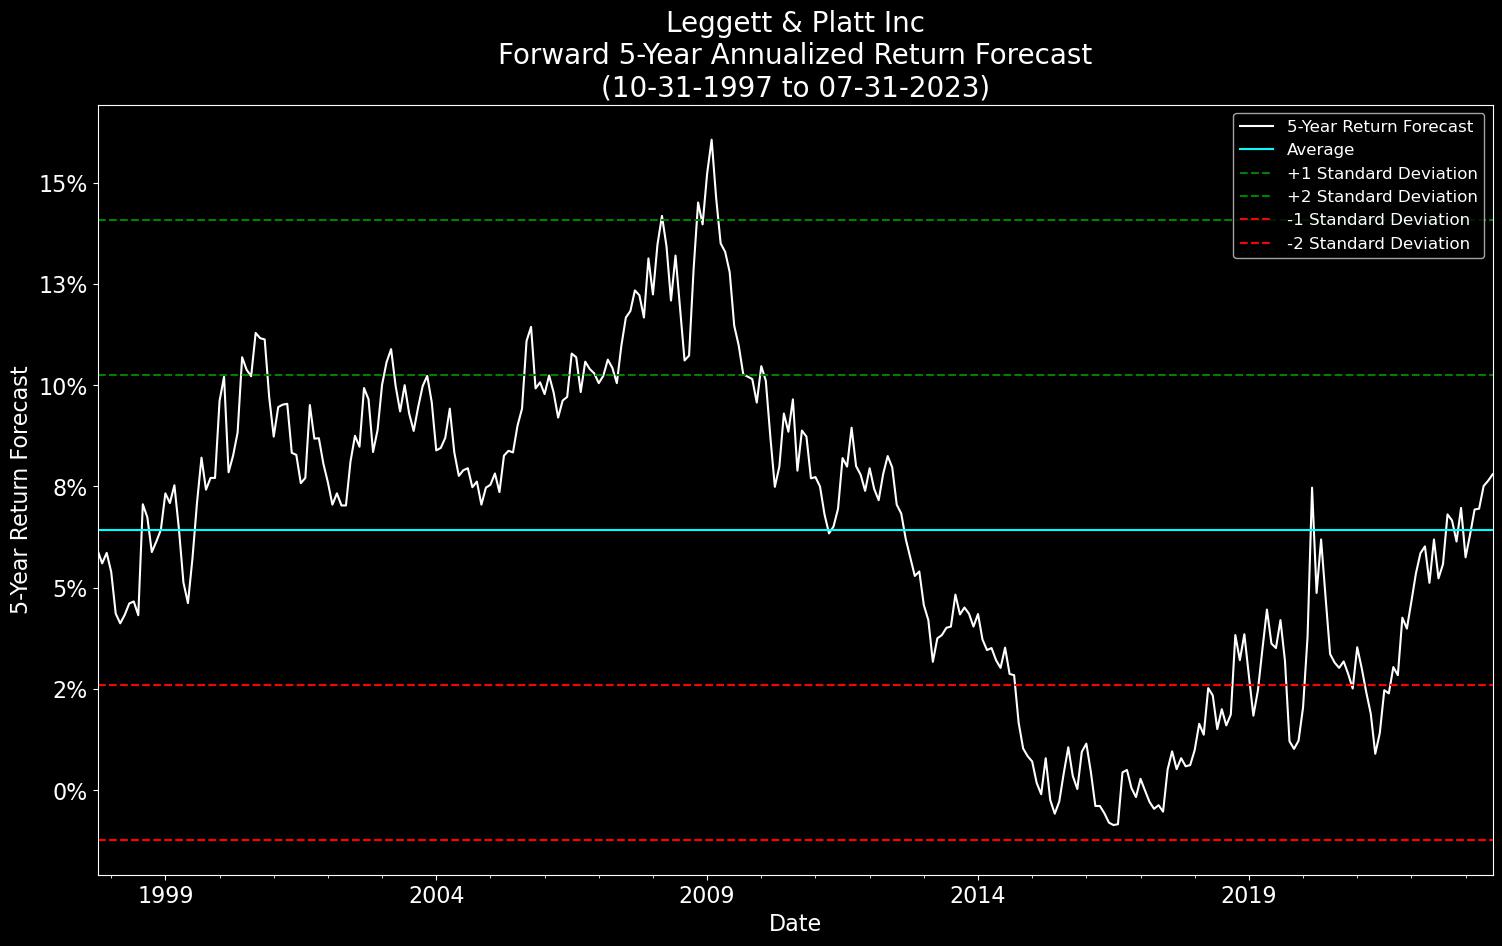 Leggett & Platt Inc
Forward 5-Year Annualized Return Forecast
(10-31-1997 to 07-31-2023)
5-Year Return Forecast
Average
+1 Standard Deviation
+2 Standard Deviation
-1 Standard Deviation
-2 Standard Deviation
15%
13%
10%
8%
5%
2%
0%
5-Year Return Forecast
1999
2004
2009
2014
2019
Date